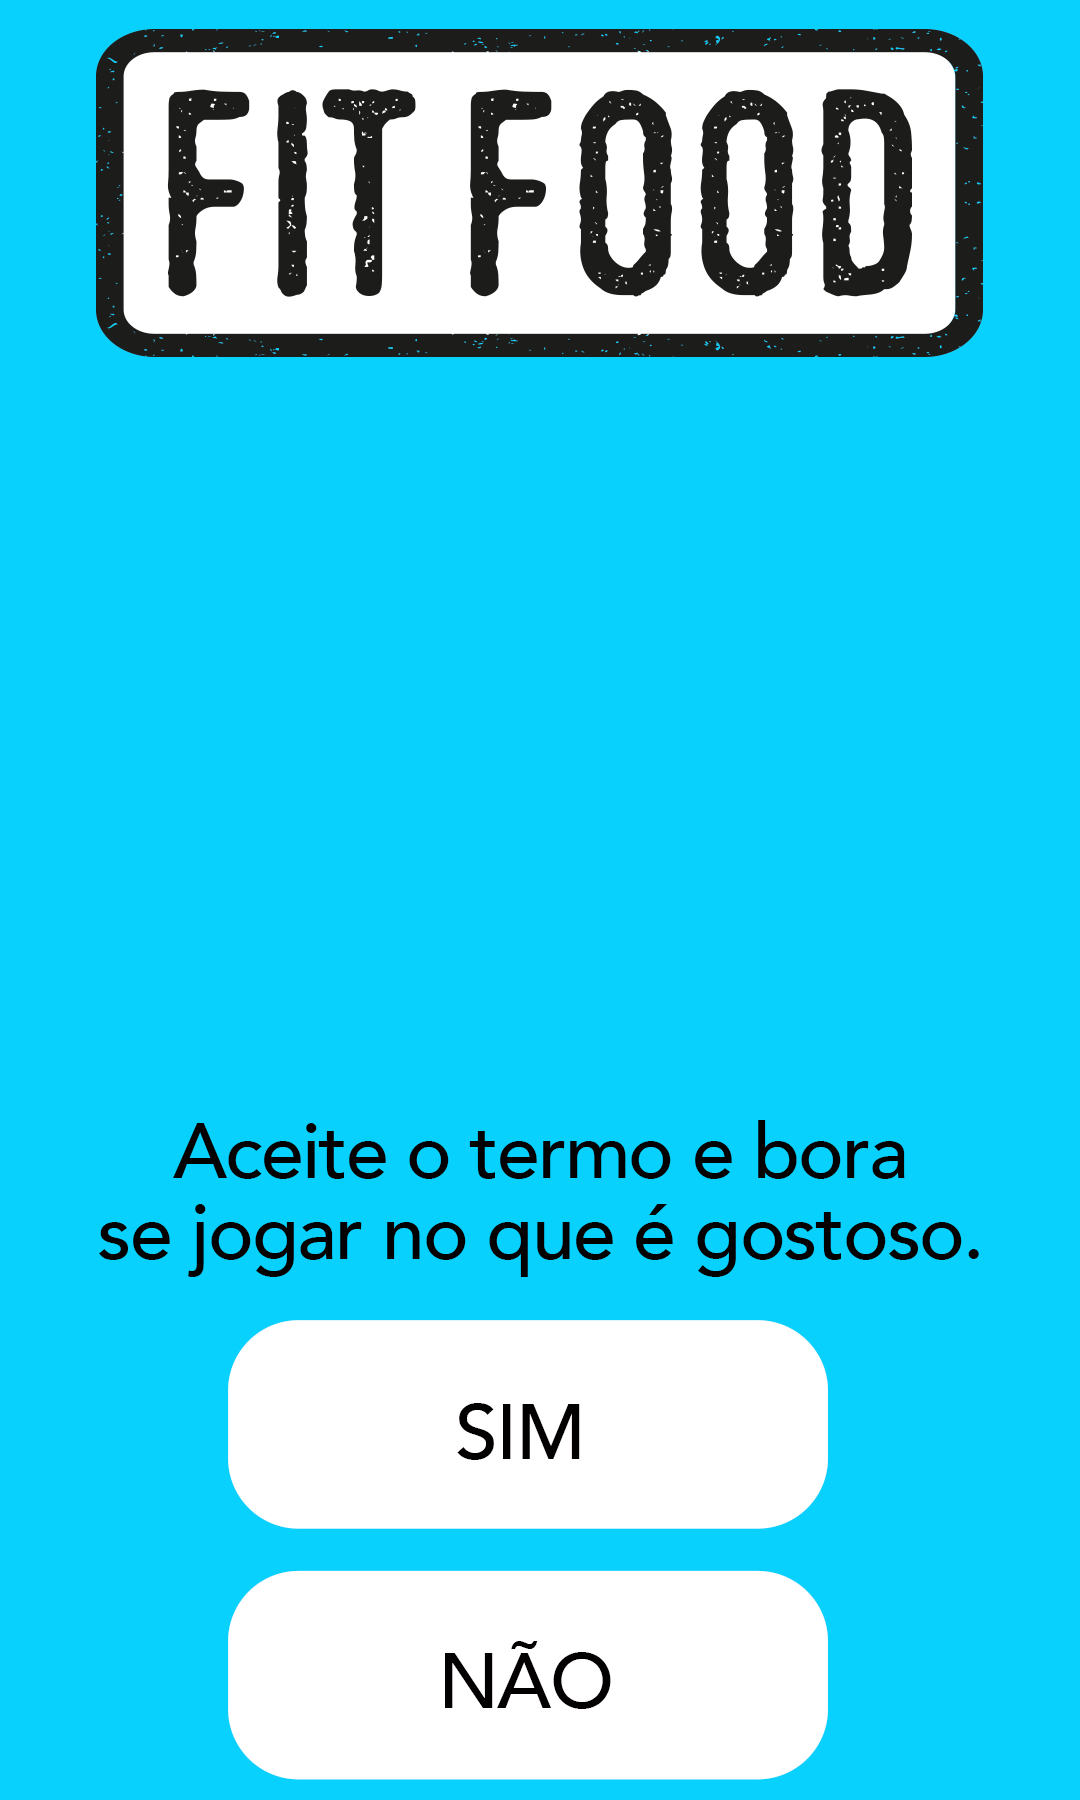 FIT FOOD
Aceite o termo e bora
se jogar no que é gostoso.
SIM
NÃO